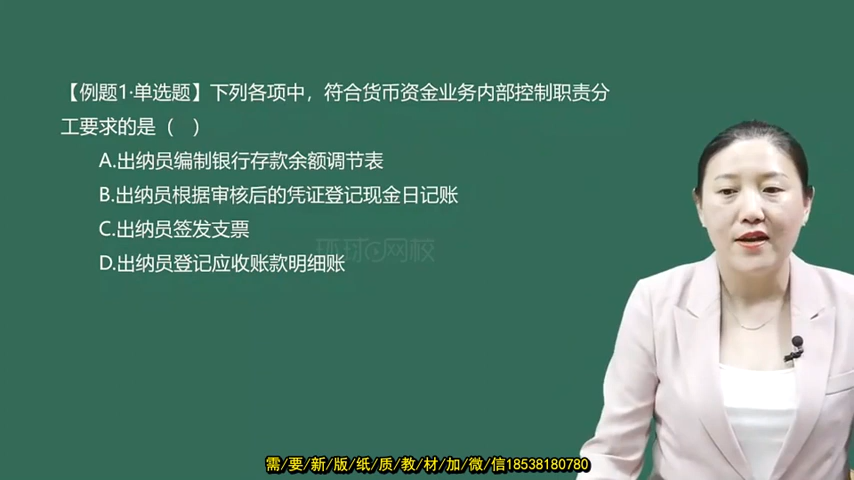 【例题1·单选题】下列各项中，符合货币资金业务内部控制职责分
工要求的是（  ）
A.出纳员编制银行存款余额调节表
B.出纳员根据审核后的凭证登记现金日记账
C.出纳员签发支票
D.出纳员登记应收账款明细账
环球网校
需/要/新/版/纸/质/教/材/加/微/信18538180780